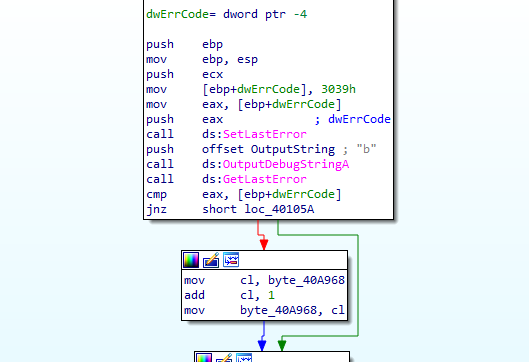 dwErrCode= dword ptr -4
push ebp
mov ebp, esp
push ecx
mov [ebp+dwErrCode], 3039h
mov eax, [ebp+dwErrCode]
push eax ; dwErrCode
call ds:SetLastError
push offset OutputString ; "b"
call ds:OutputDebugStringA
call ds:GetLastError
cmp eax, [ebp+dwErrCode]
jnz short loc_40105A
mov cl, byte_40A968
add cl, 1
mov byte_40A968, cl